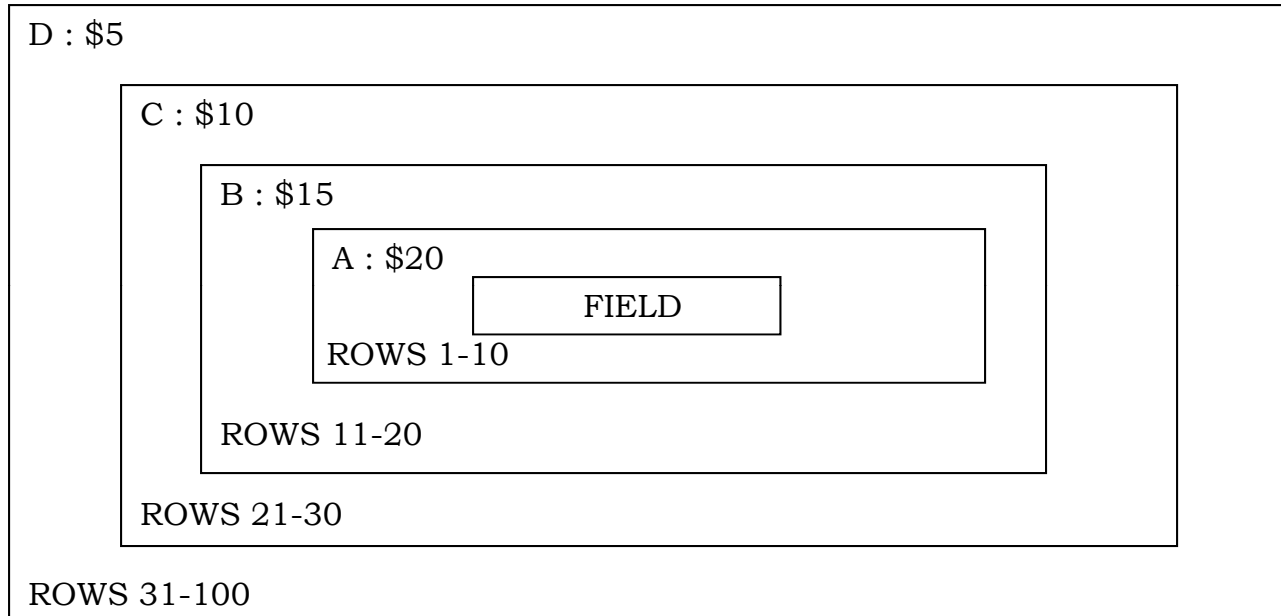 D : $5
C : $10
B : $15
A : $20
FIELD
ROWS 1-10
ROWS 11-20
ROWS 21-30
ROWS 31-100